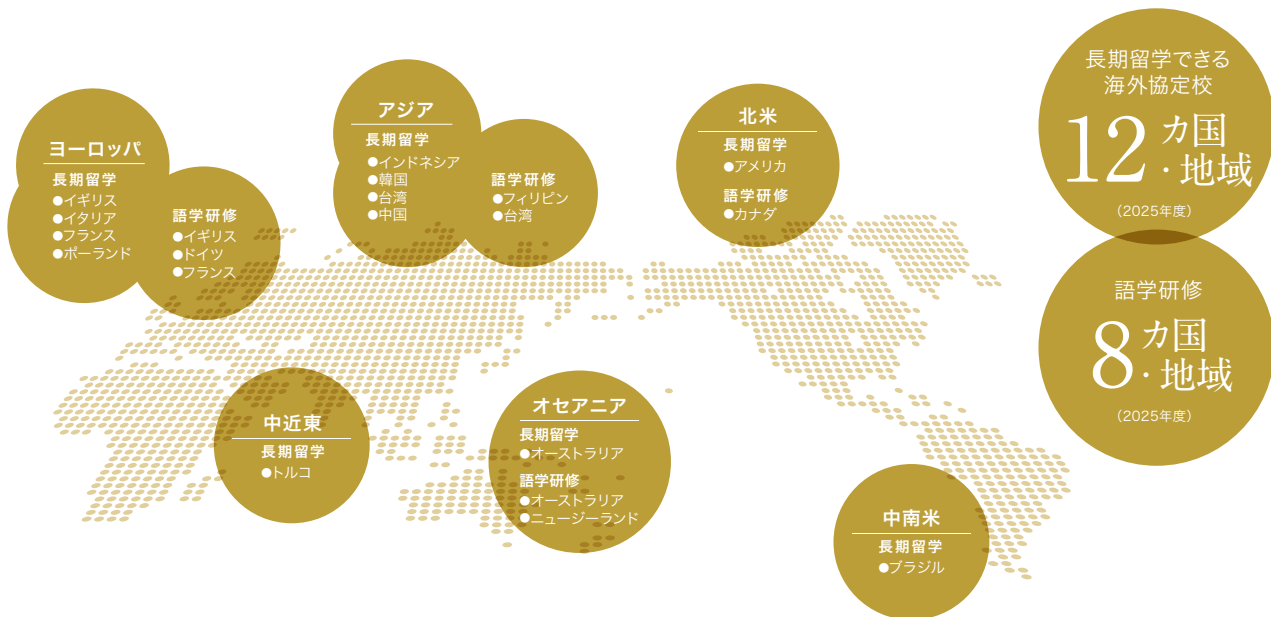 ヨーロッパ
長期留学
●イギリス
●イタリア
●フランス
●ポーランド
語学研修
●イギリス
●ドイツ
●フランス
アジア
長期留学
●インドネシア
●韓国
●台湾
●中国
語学研修
●フィリピン
●台湾
北米
長期留学
●アメリカ
語学研修
●カナダ
中近東
長期留学
●トルコ
オセアニア
長期留学
●オーストラリア
語学研修
●オーストラリア
●ニュージーランド
中南米
長期留学
●ブラジル
長期留学できる
海外協定校
12カ国
・地域
(2025年度)
語学研修
8カ国
・地域
(2025年度)